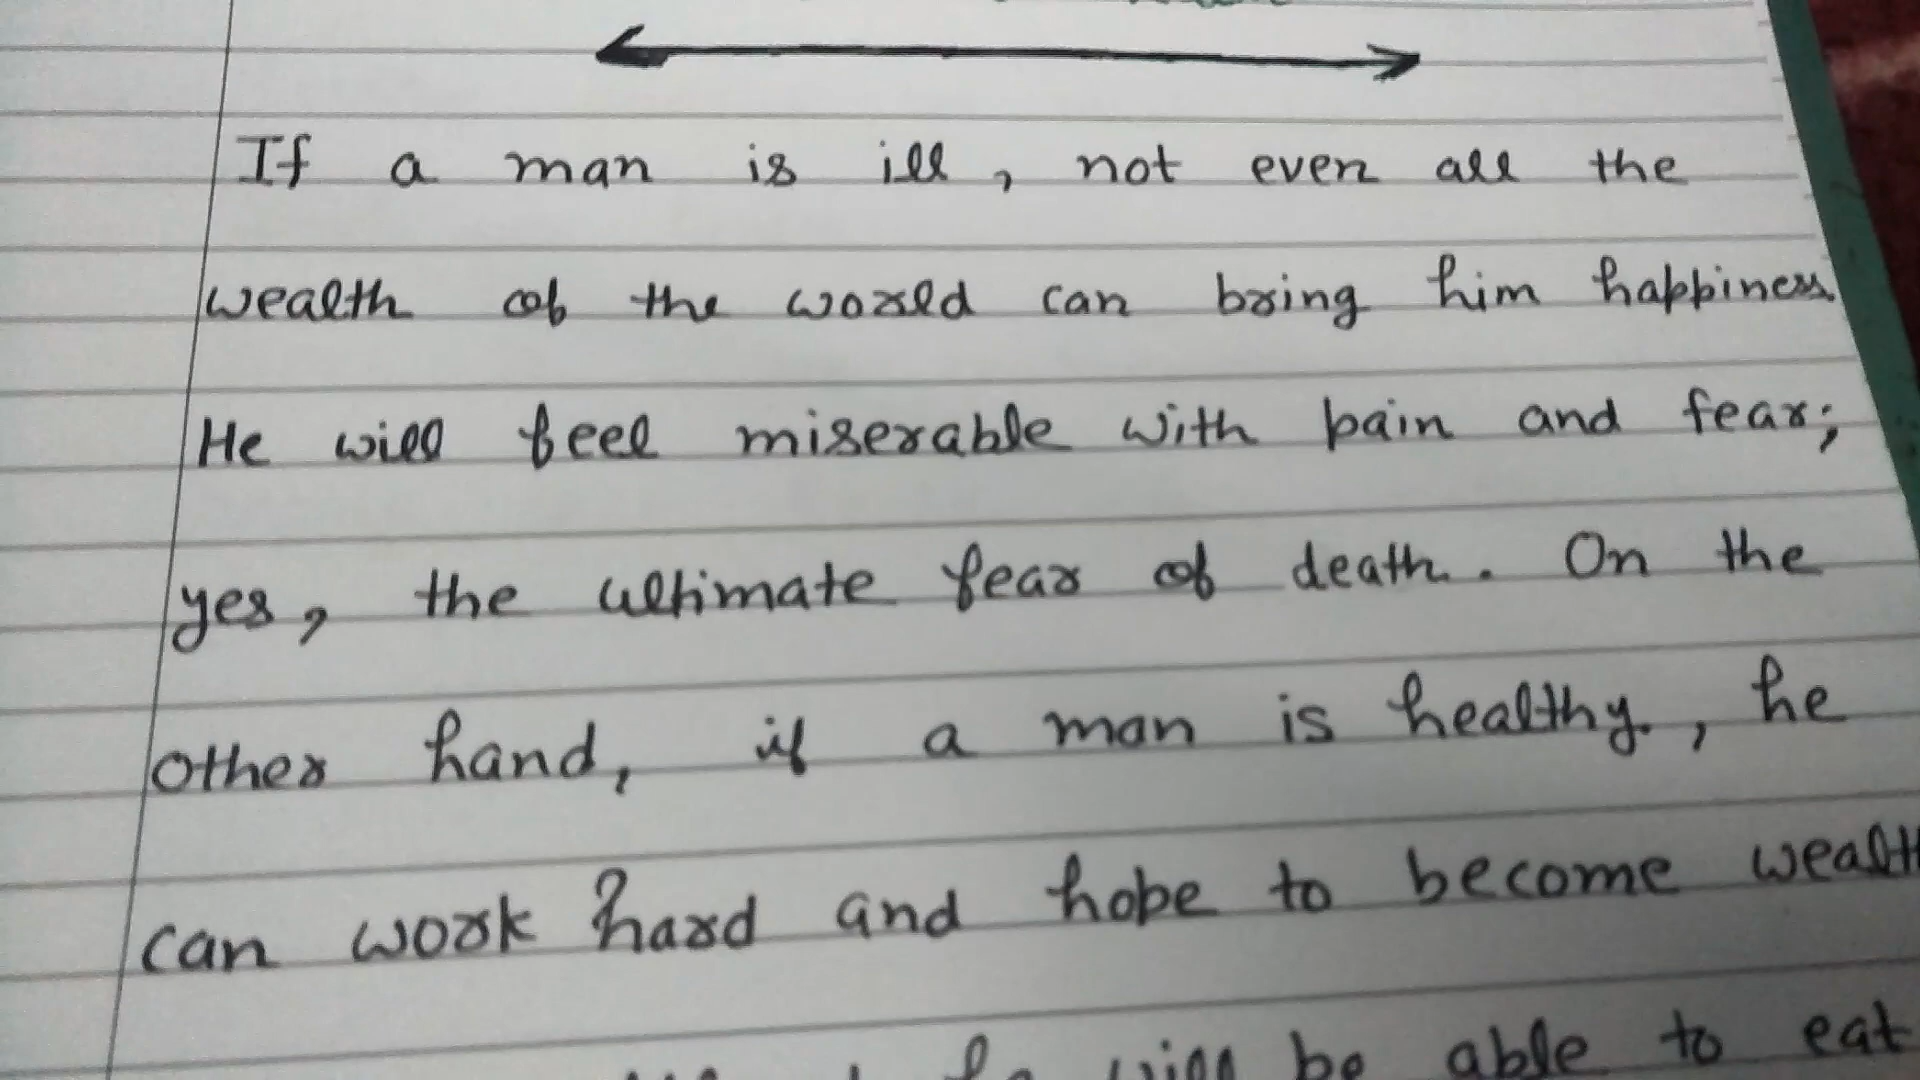 If a man is ill, not even all the
wealth of the world can bring him happiness.
He will feel miserable with pain and fear;
yes, the ultimate fear of death. On the
other hand, if a man is healthy, he
can work hard and hope to become
will be able to eat